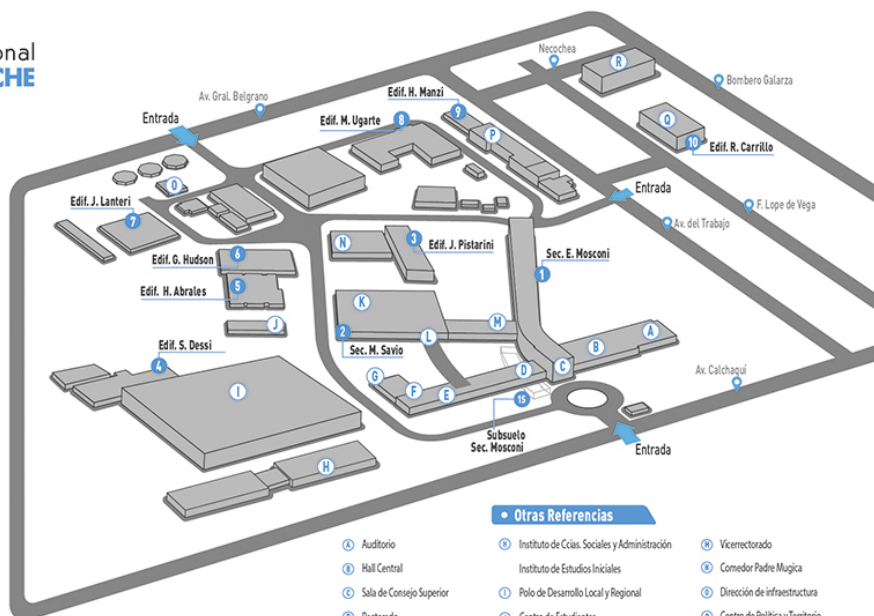 onal
CHE
Necochea
R
Bombero Galarza
Av. Gral. Belgrano
Edif. H. Manzi
9
Entrada
Edif. M. Ugarte
8
P
Q
10
Edif. R. Carrillo
O
Entrada
Edif. J. Lanteri
7
F. Lope de Vega
Av. del Trabajo
N
3
Edif. J. Pistarini
Sec. E. Mosconi
1
6
Edif. G. Hudson
5
Edif. H. Abrales
K
M
J
2
L
Sec. M. Savio
A
B
Edif. S. Dessi
4
C
D
Av. Calchaquí
G
F
E
I
1S
Subsuelo
Sec. Mosconi
Entrada
H
• Otras Referencias
A Auditorio
B Hall Central
C Sala de Consejo Superior
H Instituto de Ccias. Sociales y Administración
Instituto de Estudios Iniciales
I Polo de Desarrollo Local y Regional
M Vicerrectorado
N Comedor Padre Mugica
O Dirección de infraestructura